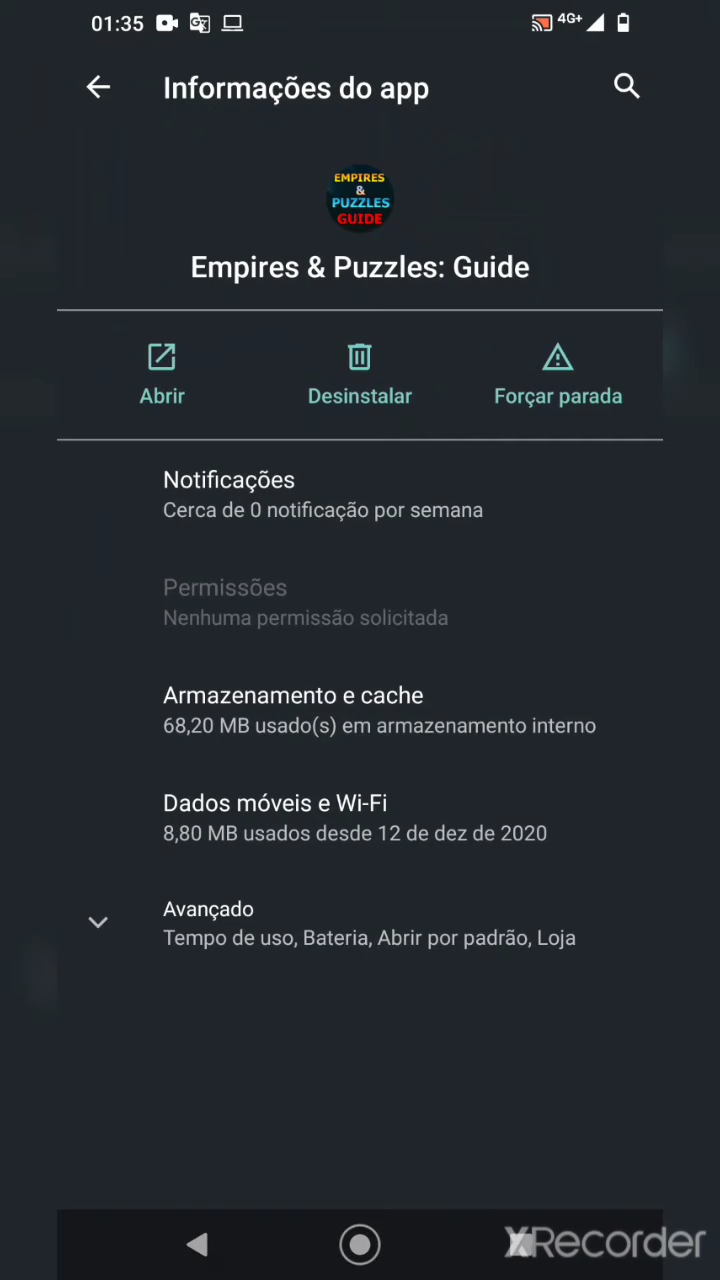 01:35
4G+
Informações do app
EMPIRES
&
PUZZLES
GUIDE
Empires & Puzzles: Guide
Abrir
Desinstalar
Forçar parada
Notificações
Cerca de 0 notificação por semana
Permissões
Nenhuma permissão solicitada
Armazenamento e cache
68,20 MB usado(s) em armazenamento interno
Dados móveis e Wi-Fi
8,80 MB usados desde 12 de dez de 2020
Avançado
Tempo de uso, Bateria, Abrir por padrão, Loja
XRecorder